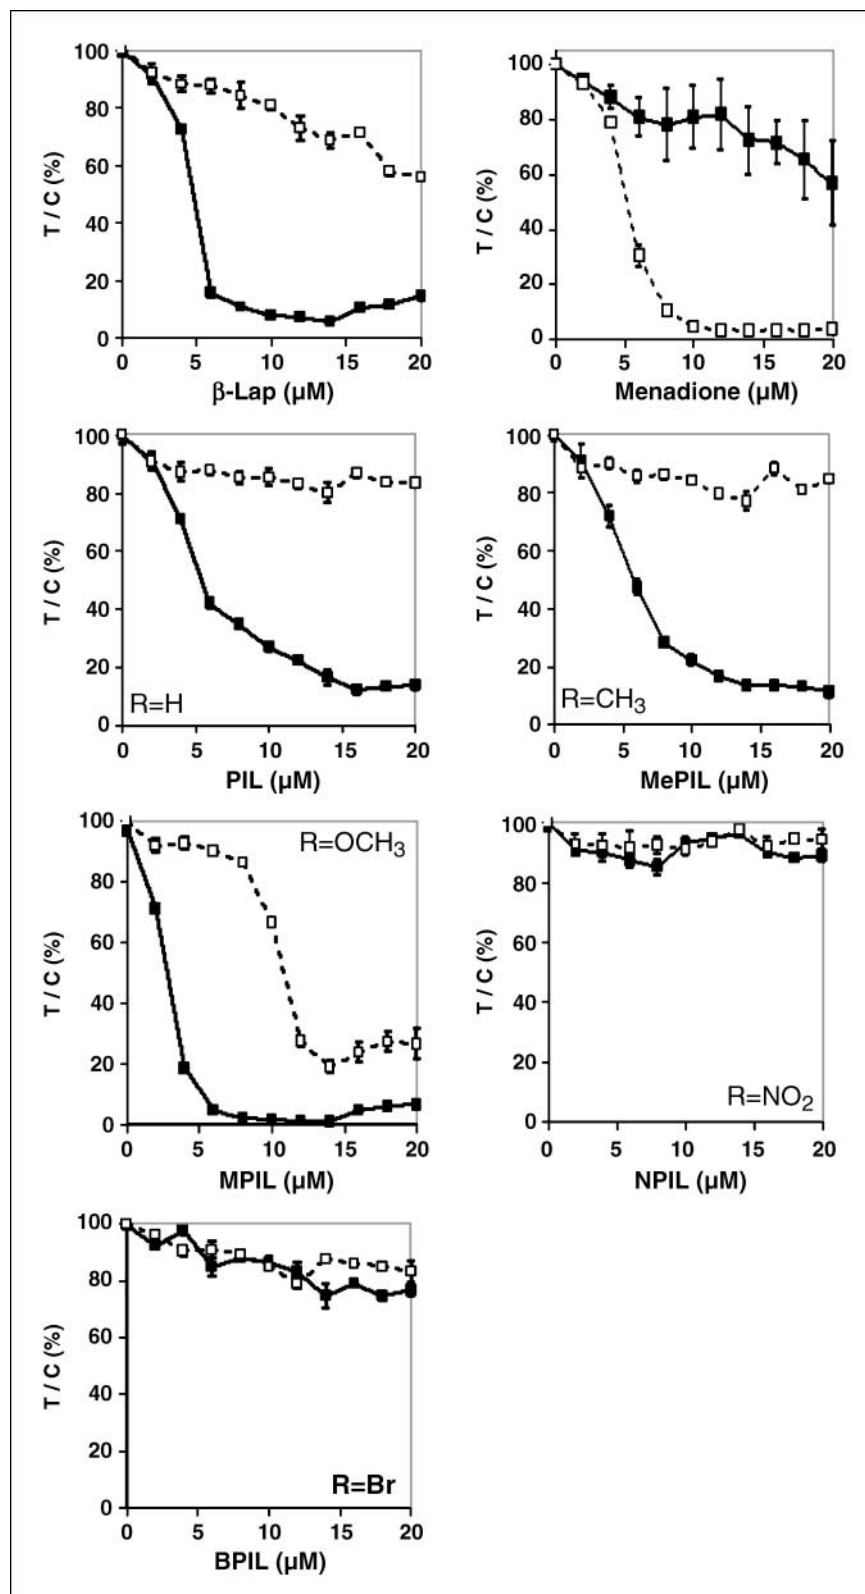 100
80
60
40
20
0
T / C (%)
0 5 10 15 20
β-Lap (µM)
100
80
60
40
20
0
T / C (%)
0 5 10 15 20
Menadione (µM)
100
80
60
40
20
0
T / C (%)
R=H
0 5 10 15 20
PIL (µM)
100
80
60
40
20
0
T / C (%)
R=CH₃
0 5 10 15 20
MePIL (µM)
100
80
60
40
20
0
T / C (%)
R=OCH₃
0 5 10 15 20
MPIL (µM)
100
80
60
40
20
0
T / C (%)
R=NO₂
0 5 10 15 20
NPIL (µM)
100
80
60
40
20
0
T / C (%)
R=Br
0 5 10 15 20
BPIL (µM)